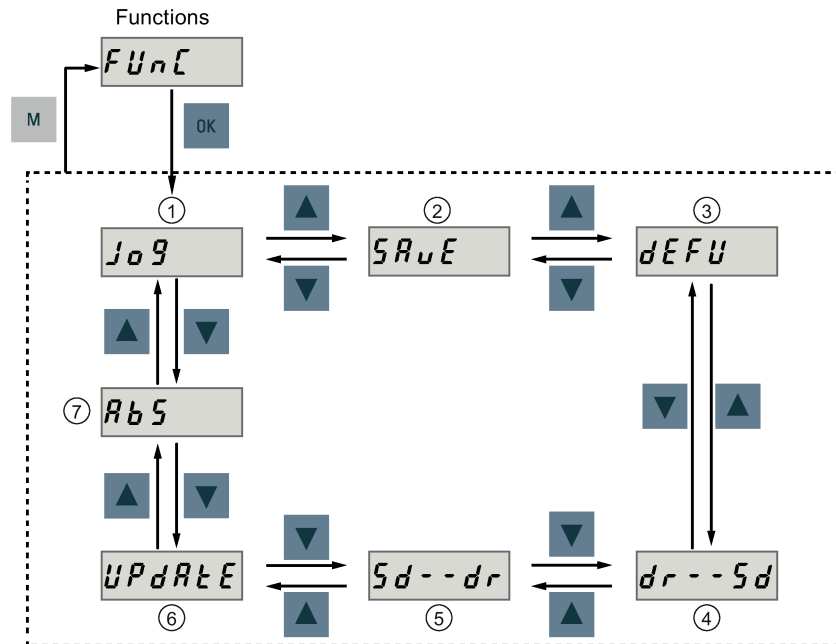 Functions
FUnC
M
OK
1
2
3
JoG
SAvE
dEFU
7
AbS
UPdAtE
Sd--dr
dr--Sd
6
5
4